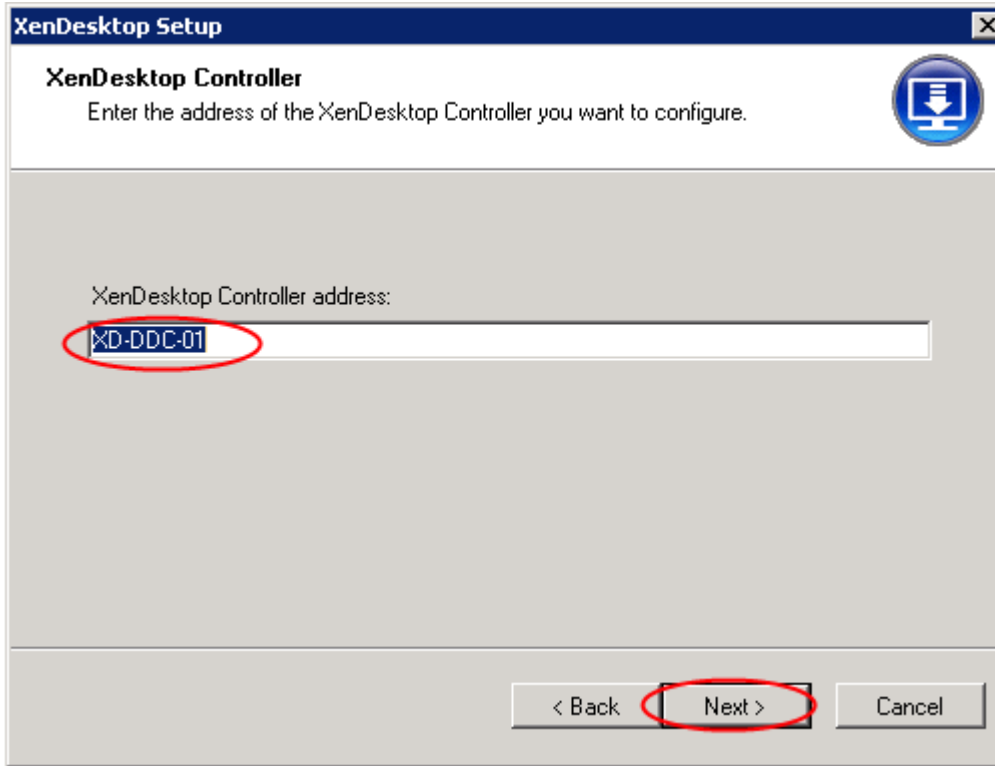 XenDesktop Setup
XenDesktop Controller
Enter the address of the XenDesktop Controller you want to configure.
XenDesktop Controller address:
XD-DDC-01
< Back Next > Cancel